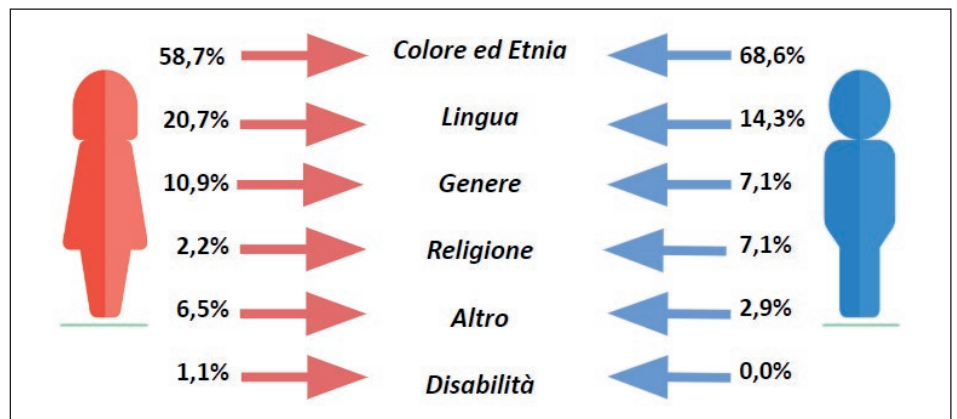 58,7% Colore ed Etnia 68,6%
20,7% Lingua 14,3%
10,9% Genere 7,1%
2,2% Religione 7,1%
6,5% Altro 2,9%
1,1% Disabilità 0,0%